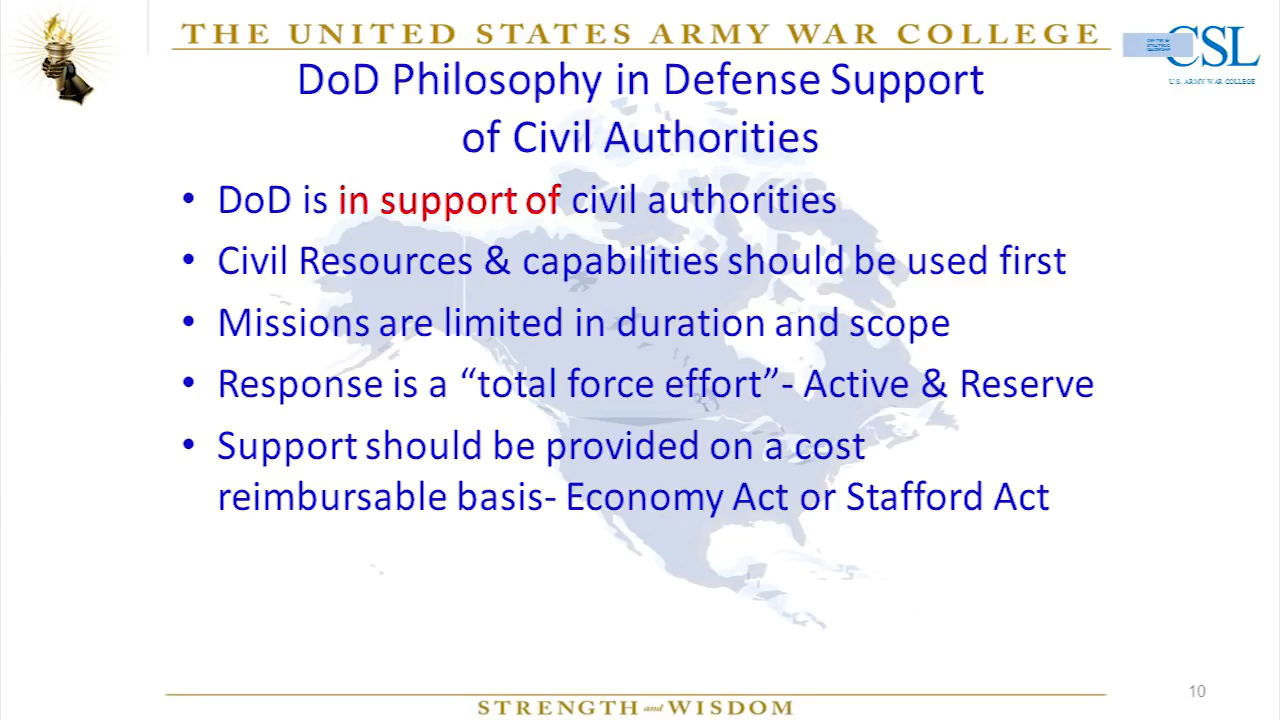 THE UNITED STATES ARMY WAR COLLEGE
CSL
U.S. ARMY WAR COLLEGE
DoD Philosophy in Defense Support
of Civil Authorities
• DoD is in support of civil authorities
• Civil Resources & capabilities should be used first
• Missions are limited in duration and scope
• Response is a “total force effort”- Active & Reserve
• Support should be provided on a cost
reimbursable basis- Economy Act or Stafford Act
10
STRENGTH and WISDOM